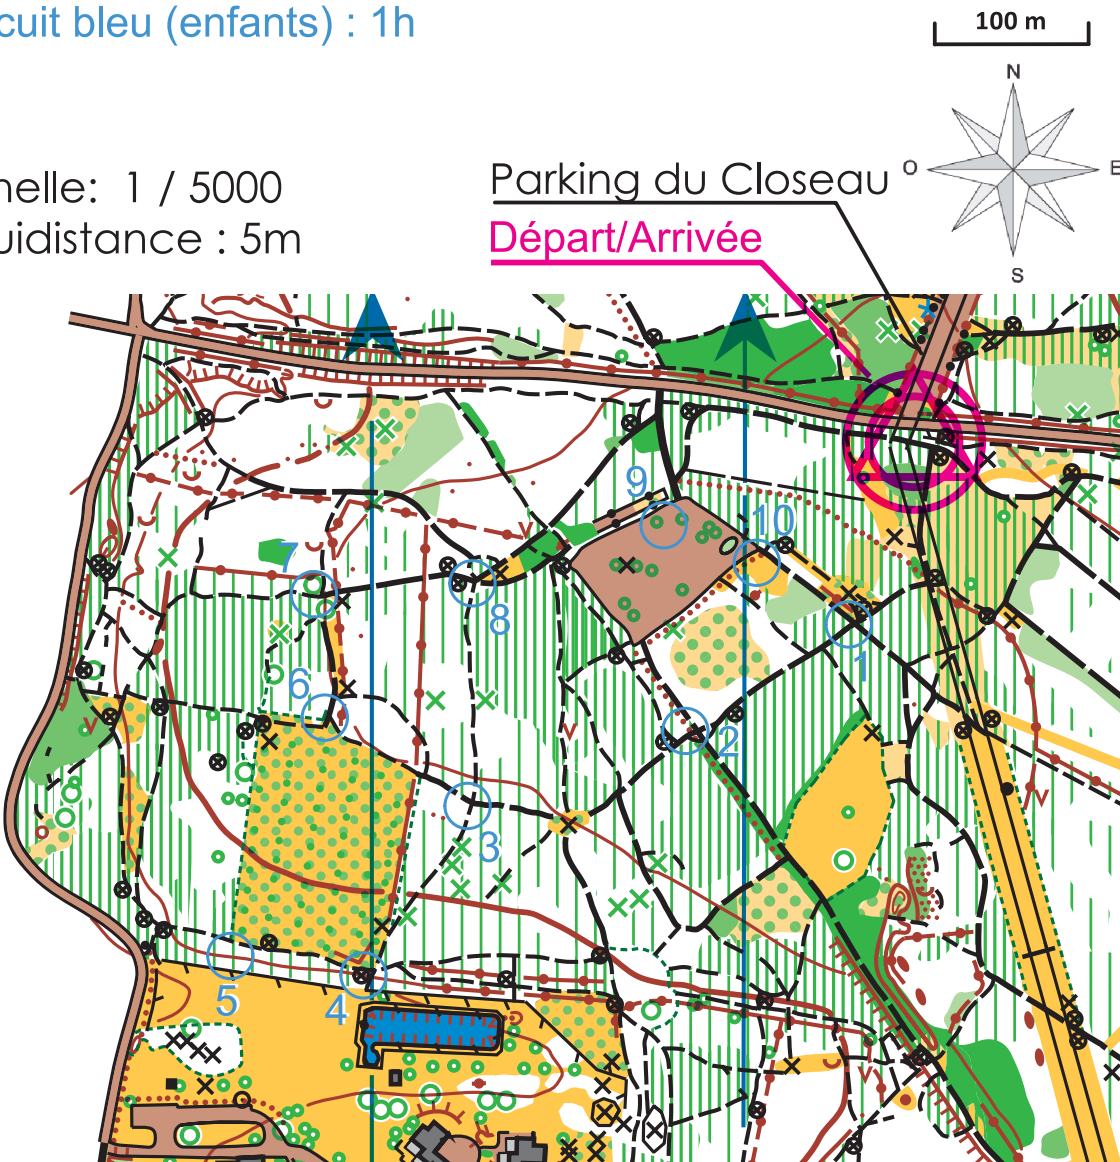 cuit bleu (enfants) : 1h
100 m
N
O
E
S
helle: 1 / 5000
uidistance : 5m
Parking du Closeau
Départ/Arrivée
9
10
7
8
1
6
2
3
5
4